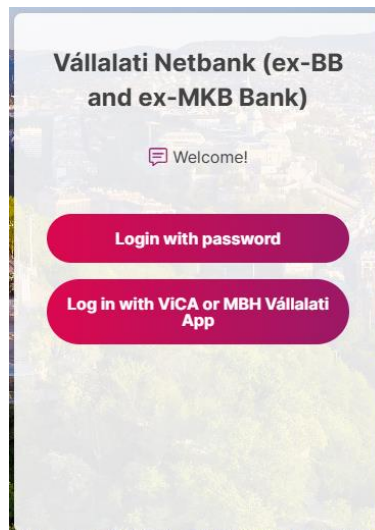 Vállalati Netbank (ex-BB
and ex-MKB Bank)
Welcome!
Login with password
Log in with ViCA or MBH Vállalati
App